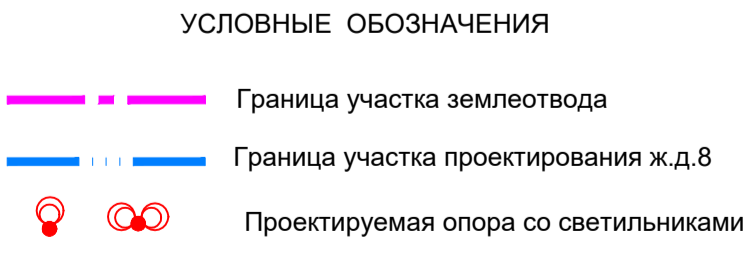 УСЛОВНЫЕ ОБОЗНАЧЕНИЯ
Граница участка землеотвода
Граница участка проектирования ж.д.8
Проектируемая опора со светильниками